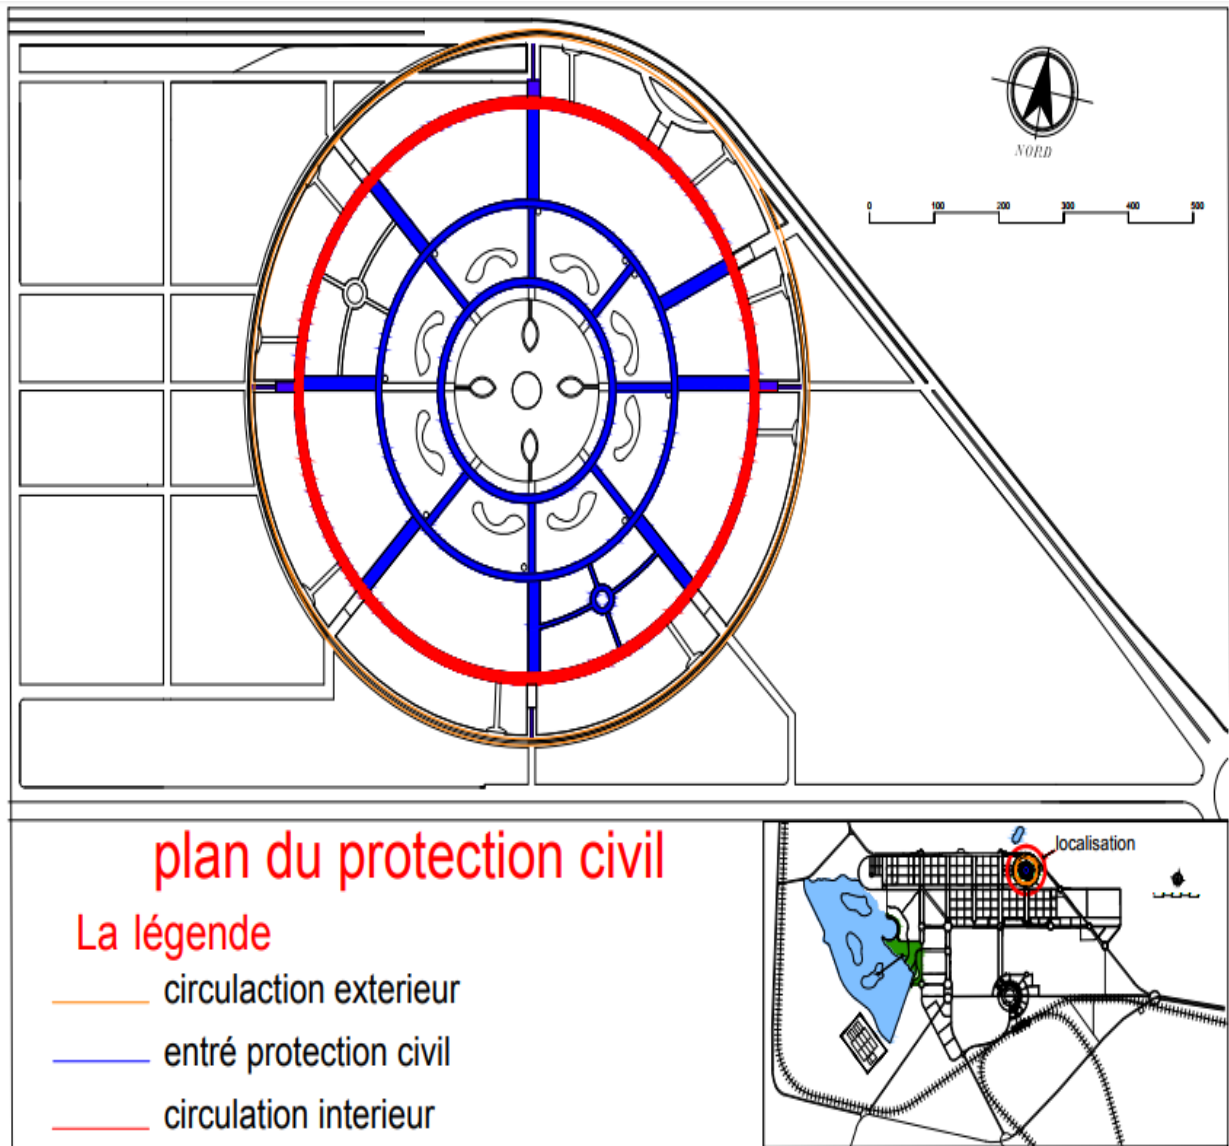 NORD
0 100 200 300 400 500
plan du protection civil
La légende
circulaction exterieur
entré protection civil
circulation interieur
localisation